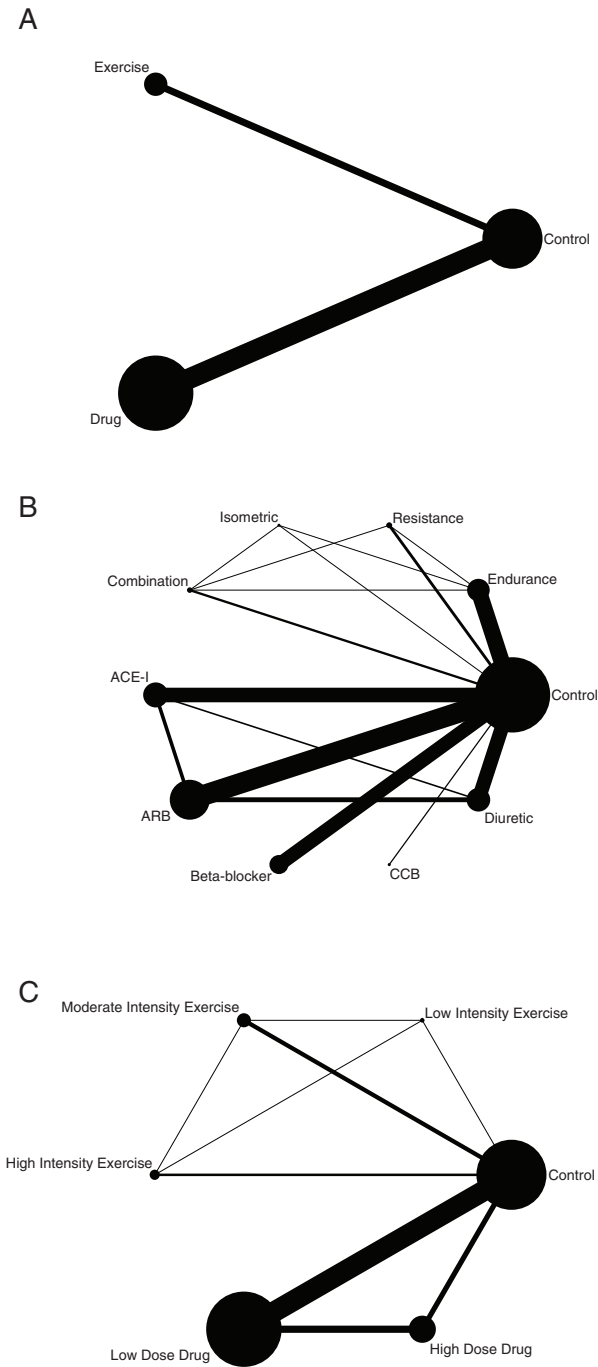 A
Exercise
Control
Drug
B
Isometric
Resistance
Combination
Endurance
ACE-I
Control
ARB
Diuretic
Beta-blocker
CCB
C
Moderate Intensity Exercise
Low Intensity Exercise
High Intensity Exercise
Control
Low Dose Drug
High Dose Drug